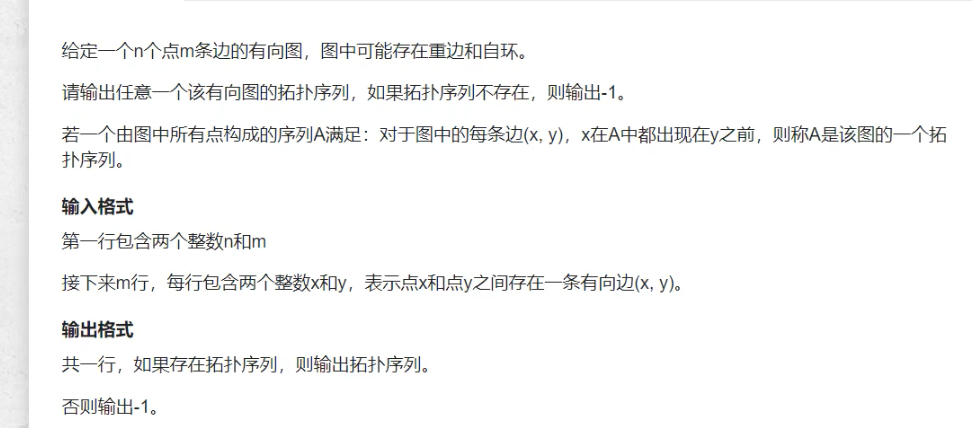 给定一个n个点m条边的有向图，图中可能存在重边和自环。
请输出任意一个该有向图的拓扑序列，如果拓扑序列不存在，则输出-1。
若一个由图中所有点构成的序列A满足：对于图中的每条边(x, y)，x在A中都出现在y之前，则称A是该图的一个拓
扑序列。
输入格式
第一行包含两个整数n和m
接下来m行，每行包含两个整数x和y，表示点x和点y之间存在一条有向边(x, y)。
输出格式
共一行，如果存在拓扑序列，则输出拓扑序列。
否则输出-1。